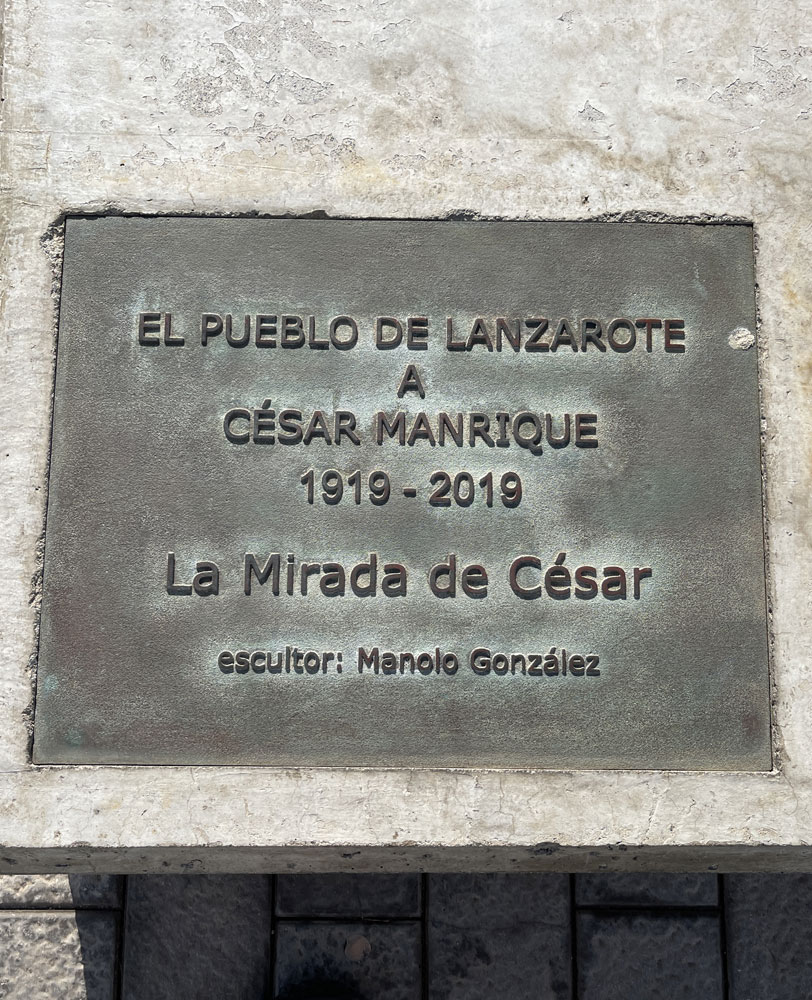 EL PUEBLO DE LANZAROTE
A
CÉSAR MANRIQUE
1919 - 2019
La Mirada de César
escultor: Manolo González